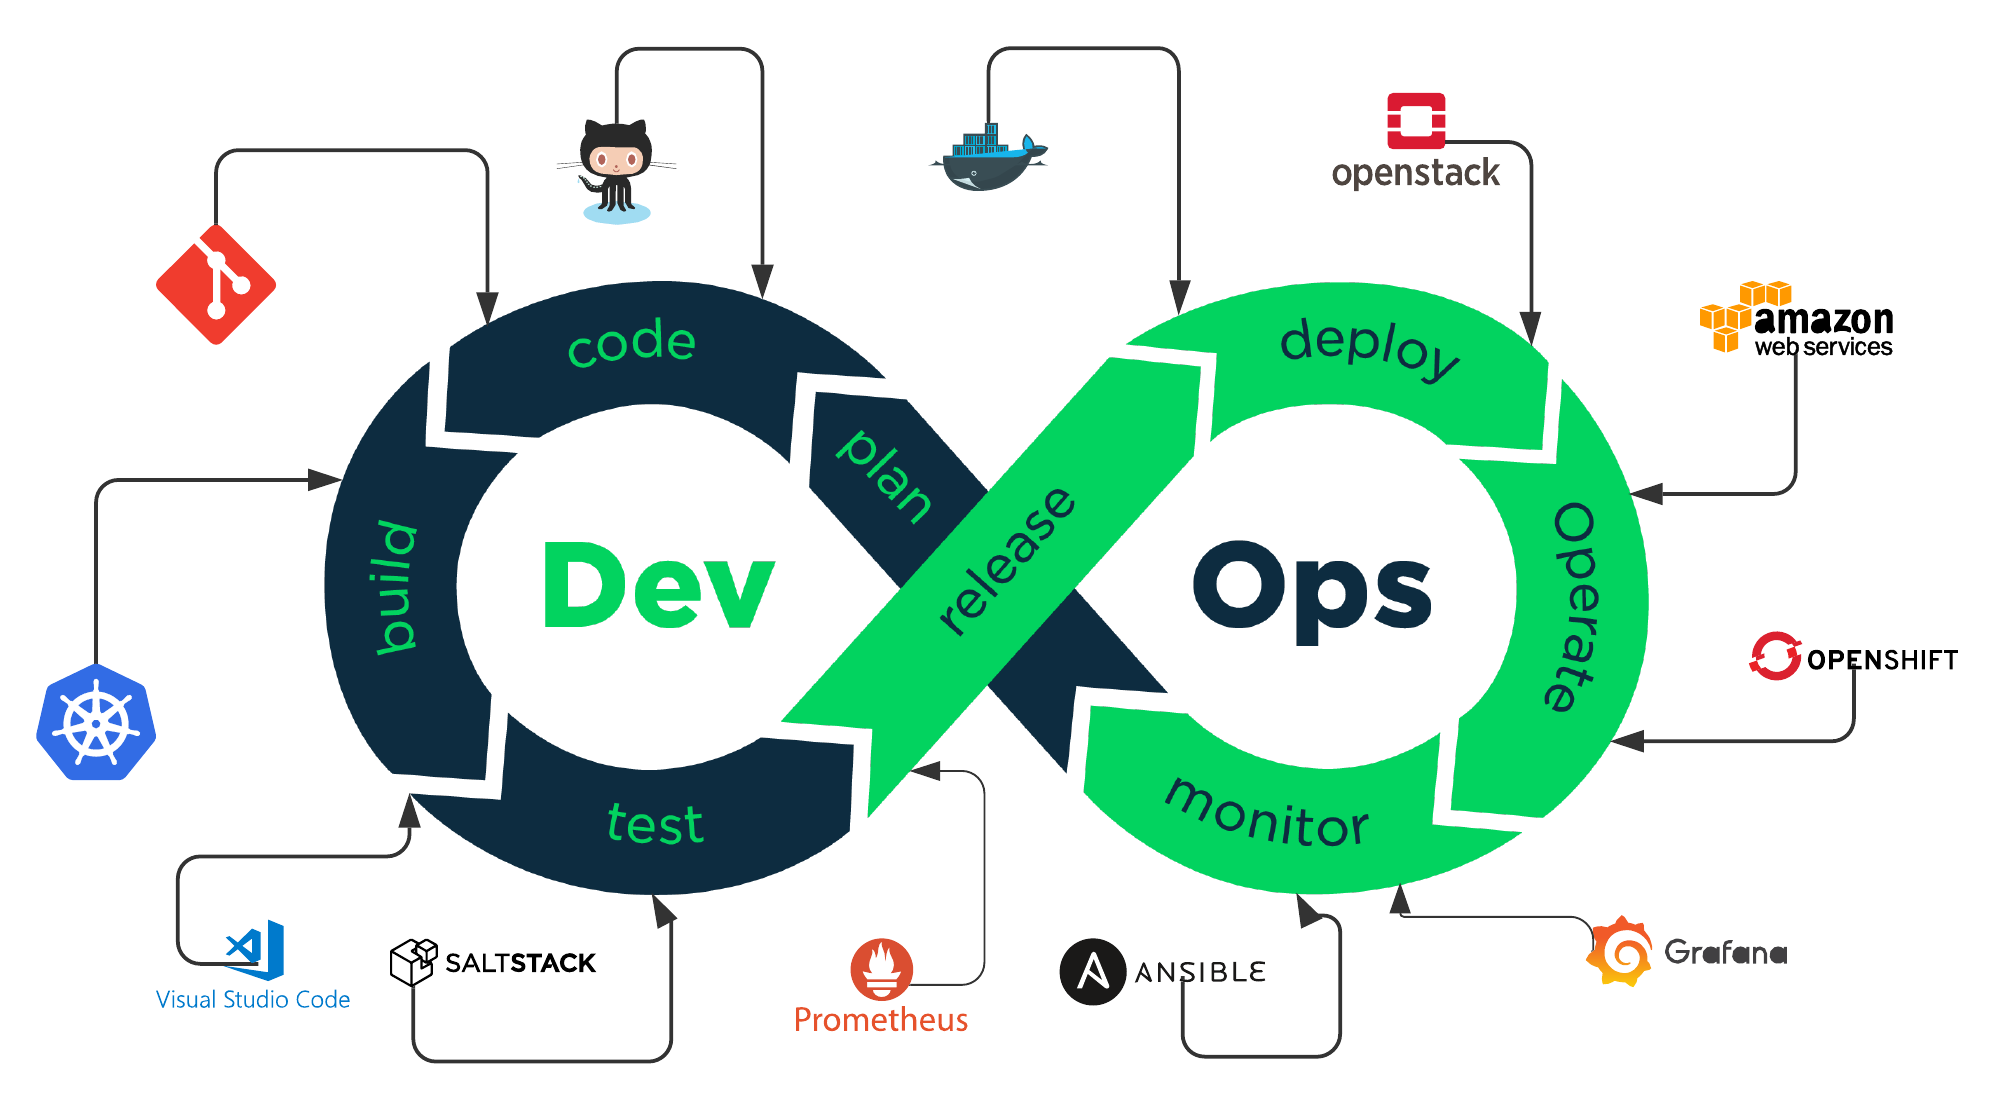 openstack
amazon
web services
code
deploy
plan
release
build
Dev
Ops
Operate
OPENSHIFT
test
monitor
Visual Studio Code
SALTSTACK
Prometheus
ANSIBLE
Grafana